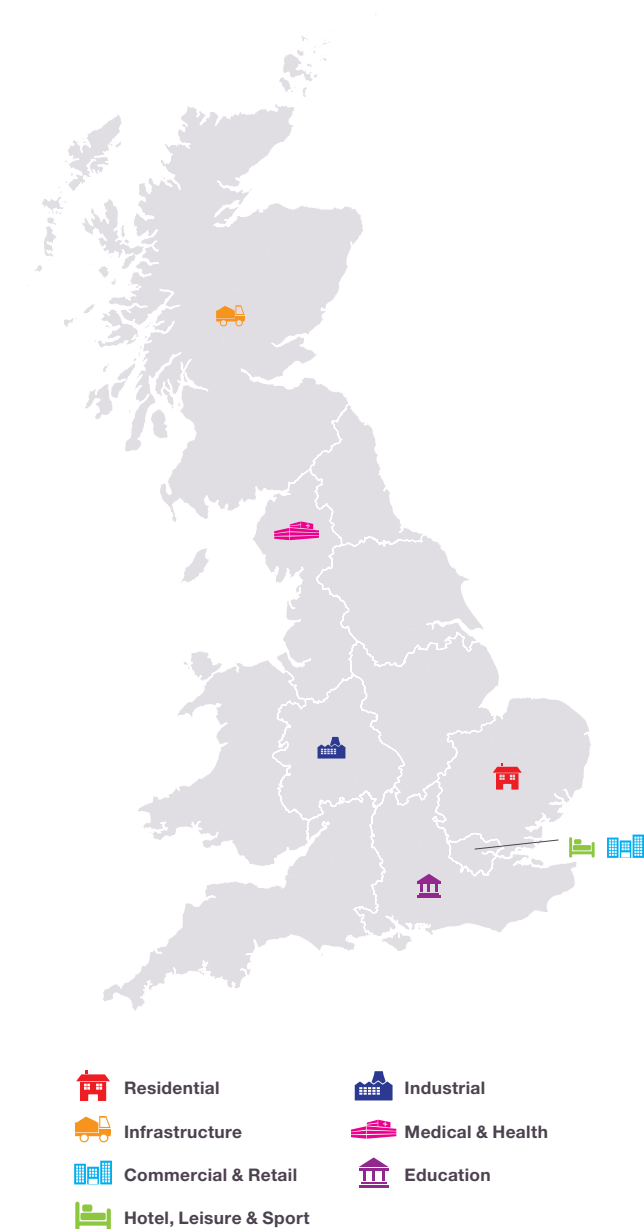 Residential
Industrial
Infrastructure
Medical & Health
Commercial & Retail
Education
Hotel, Leisure & Sport